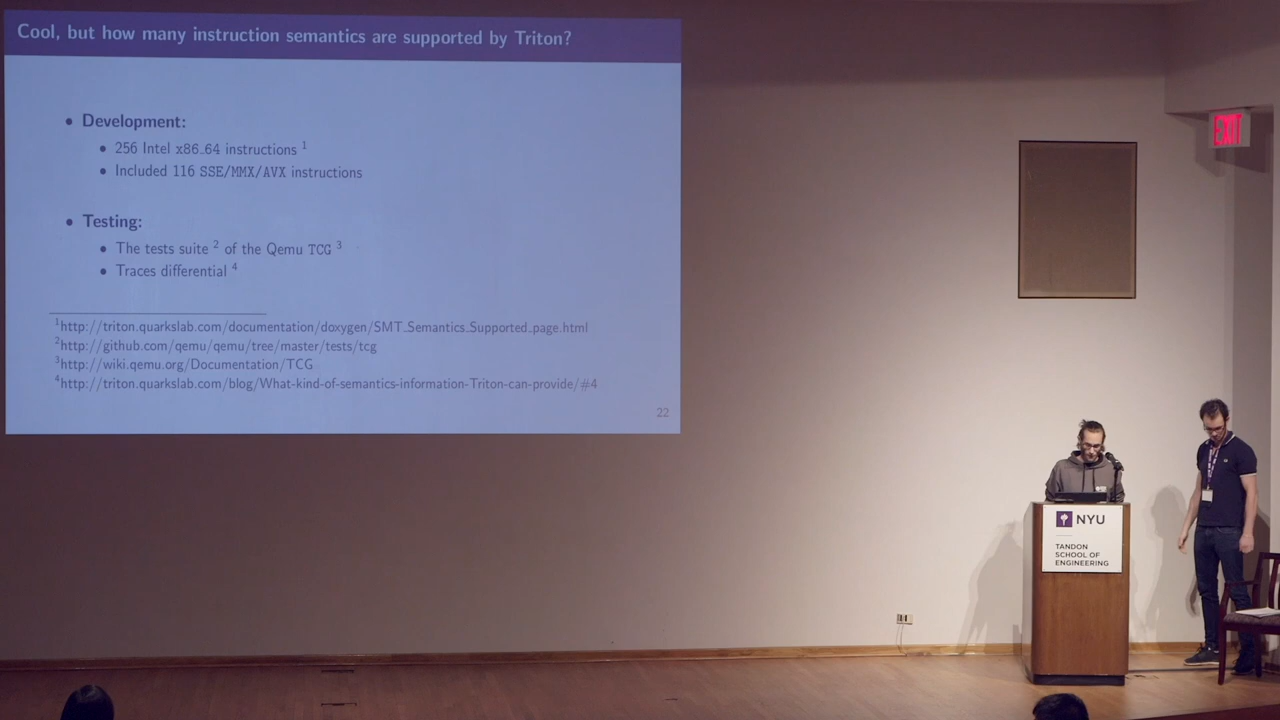 Cool, but how many instruction semantics are supported by Triton?
• Development:
• 256 Intel x86_64 instructions 1
• Included 116 SSE/MMX/AVX instructions
• Testing:
• The tests suite 2 of the Qemu TCG 3
• Traces differential 4
1http://triton.quarkslab.com/documentation/doxygen/SMT_Semantics_Supported_page.html
2http://github.com/qemu/qemu/tree/master/tests/tcg
3http://wiki.qemu.org/Documentation/TCG
4http://triton.quarkslab.com/blog/What-kind-of-semantics-information-Triton-can-provide/#4
22
EXIT
NYU
TANDON
SCHOOL OF
ENGINEERING